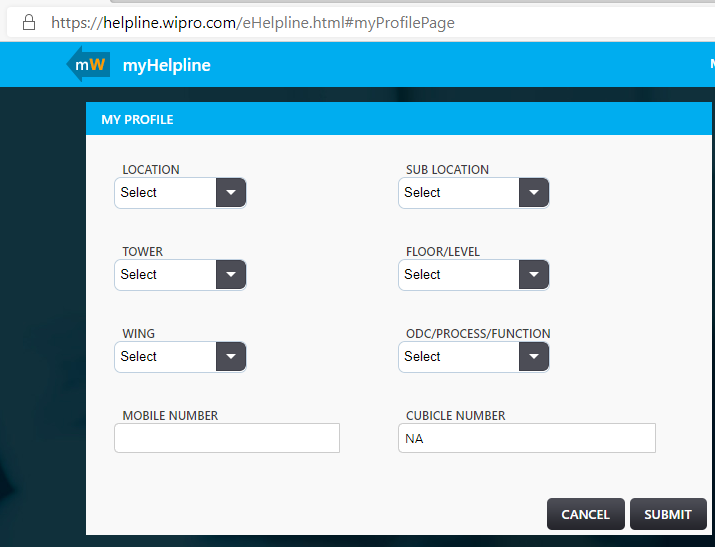 https://helpline.wipro.com/eHelpline.html#myProfilePage
mW myHelpline
MY PROFILE
LOCATION SUB LOCATION
Select Select
TOWER FLOOR/LEVEL
Select Select
WING ODC/PROCESS/FUNCTION
Select Select
MOBILE NUMBER CUBICLE NUMBER
NA
CANCEL SUBMIT